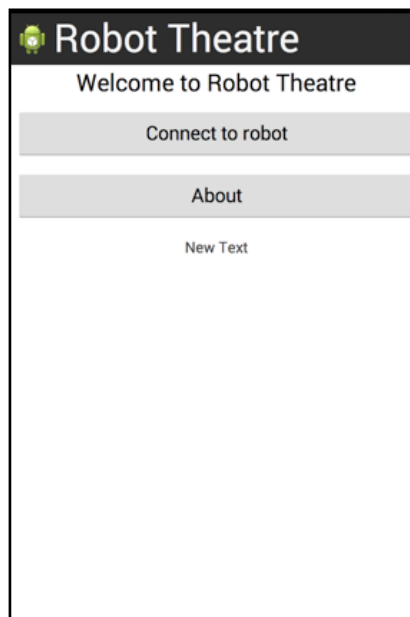 Robot Theatre
Welcome to Robot Theatre
Connect to robot
About
New Text